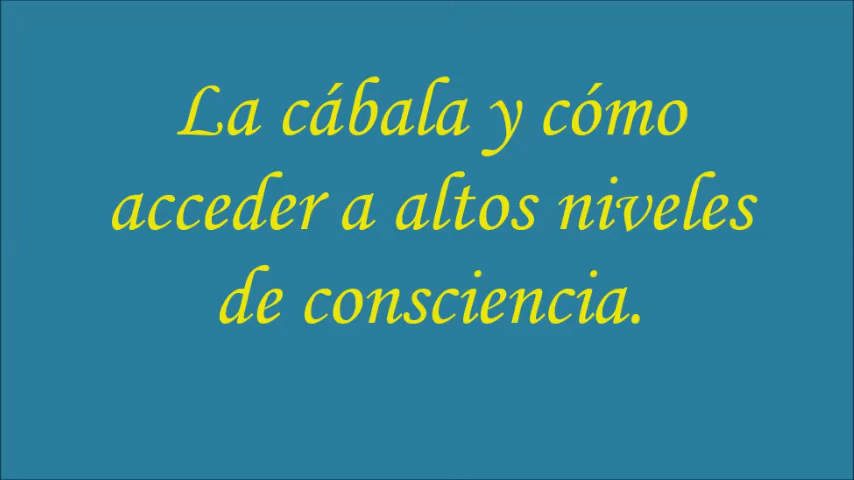 La cábala y cómo
acceder a altos niveles
de consciencia.